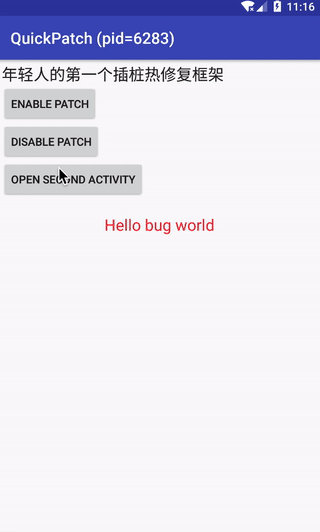 11:16
QuickPatch (pid=6283)
年轻人的第一个插桩热修复框架
ENABLE PATCH
DISABLE PATCH
OPEN SECOND ACTIVITY
Hello bug world